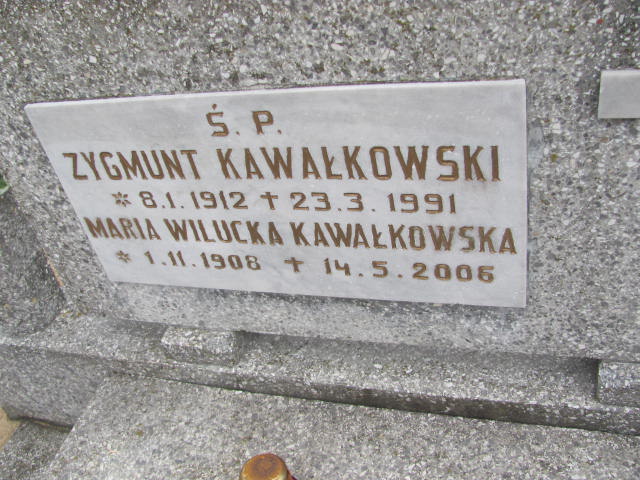 Ś. P.
ZYGMUNT KAWAŁKOWSKI
* 8.1.1912 † 23.3.1991
MARIA WILUCKA KAWAŁKOWSKA
* 1.11.1908 † 14.5.2006